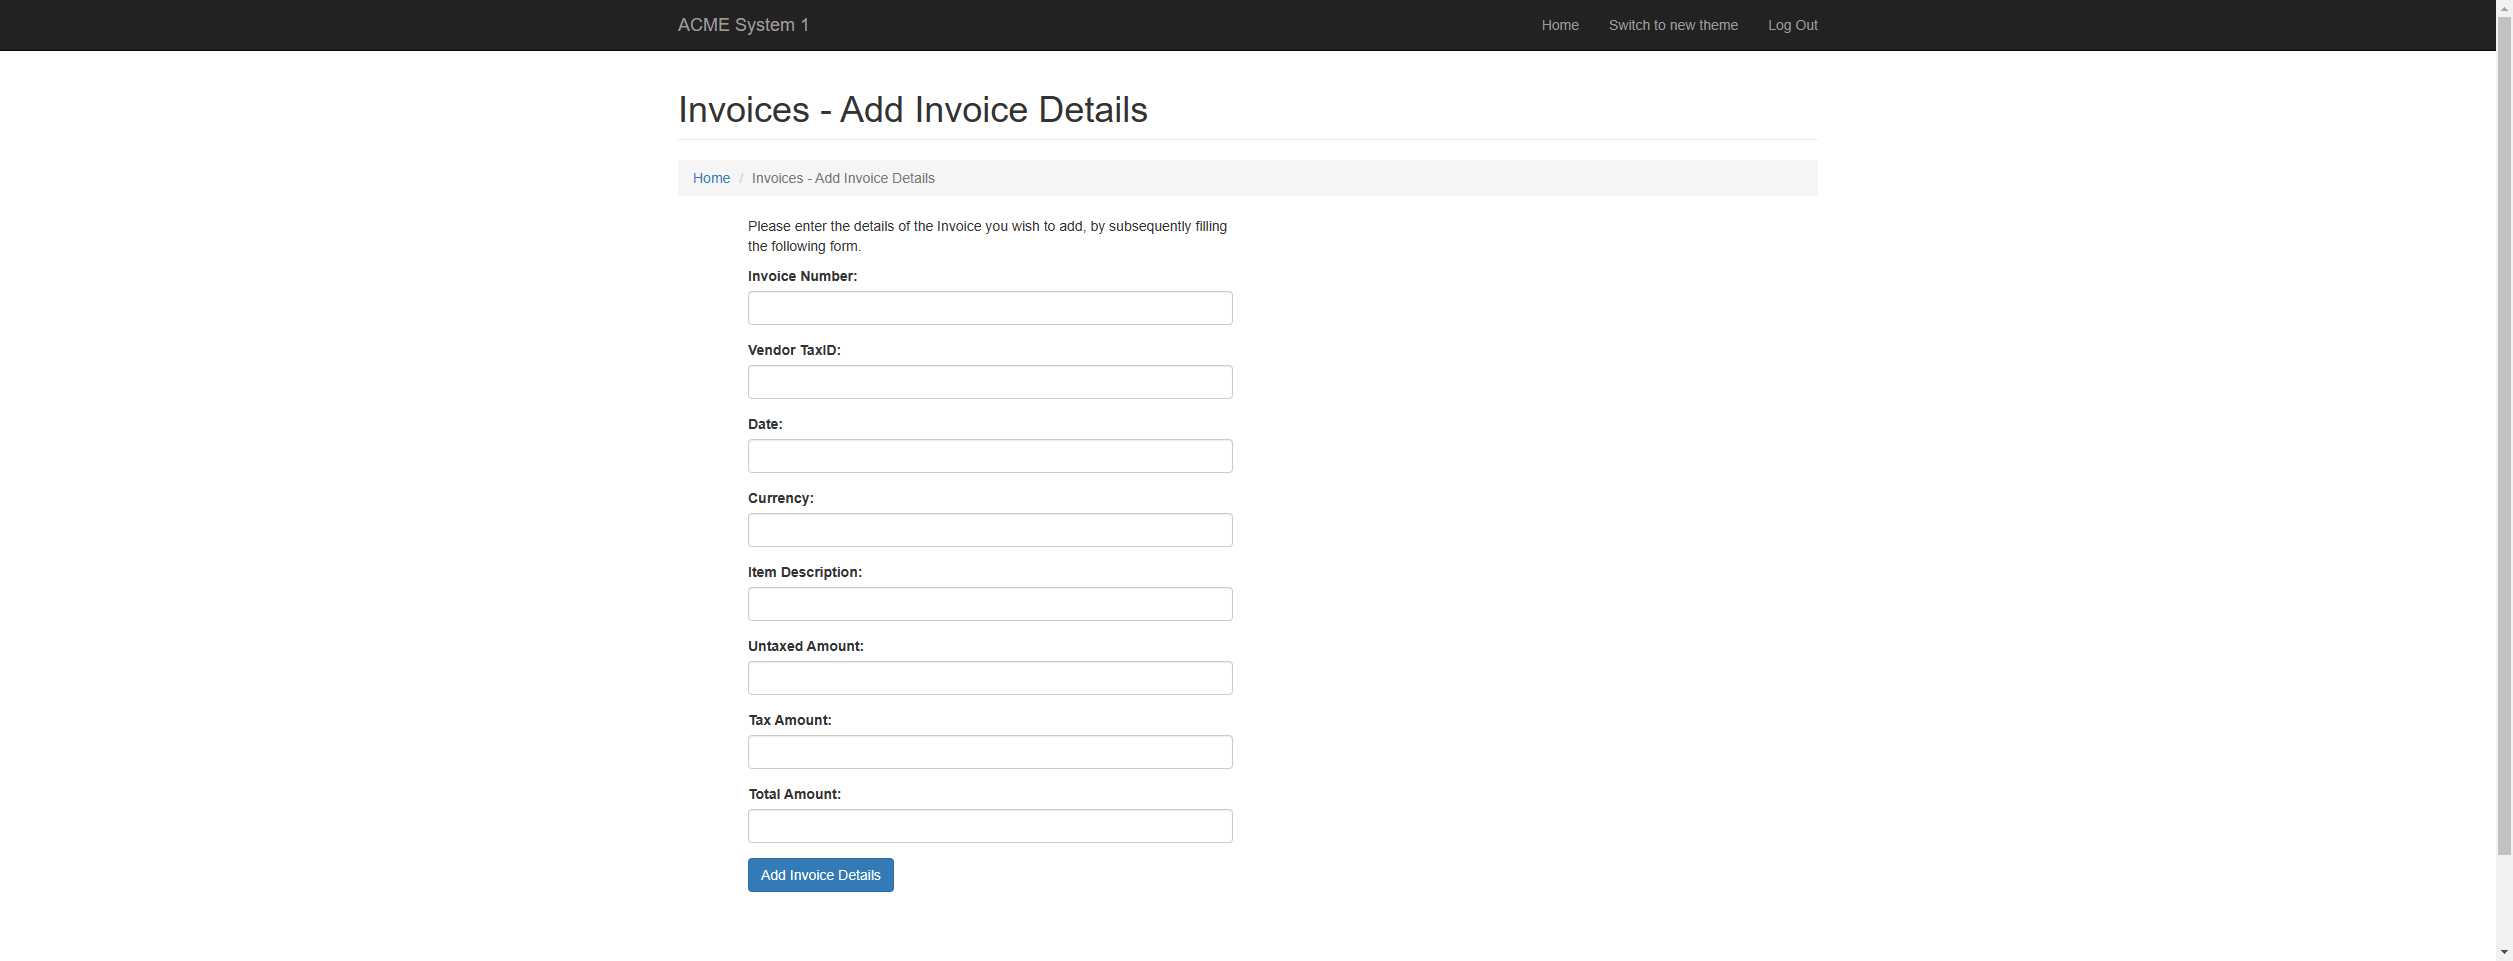 ACME System 1
Home
Switch to new theme
Log Out
Invoices - Add Invoice Details
Home / Invoices - Add Invoice Details
Please enter the details of the Invoice you wish to add, by subsequently filling
the following form.
Invoice Number:
Vendor TaxID:
Date:
Currency:
Item Description:
Untaxed Amount:
Tax Amount:
Total Amount:
Add Invoice Details